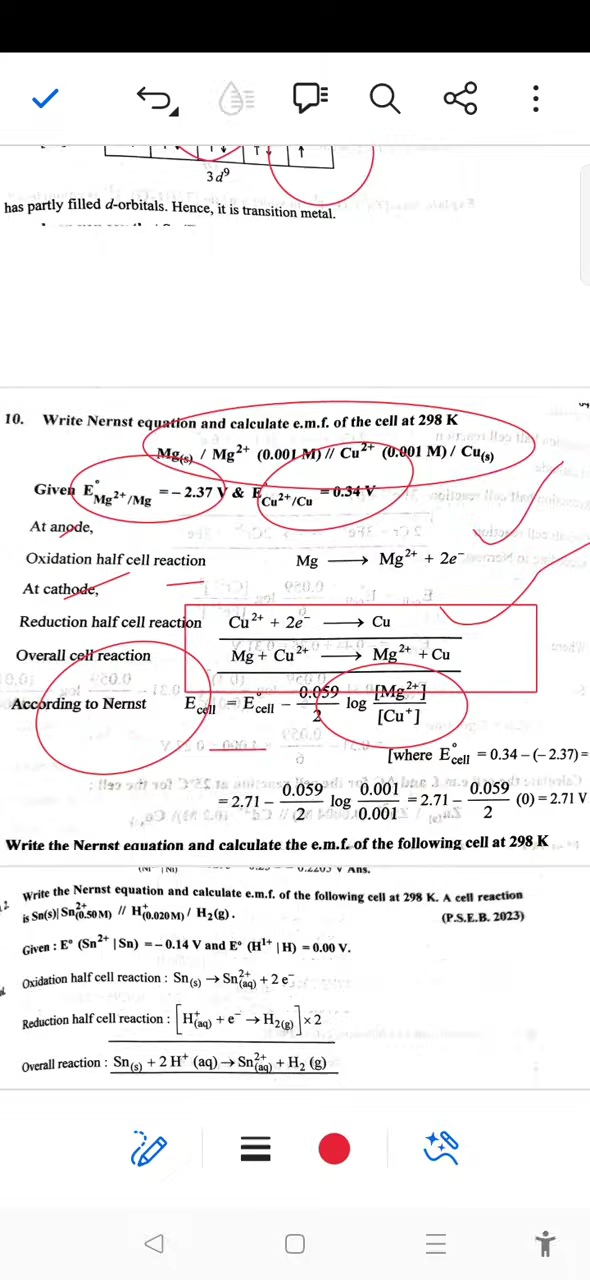 3d⁹
has partly filled d-orbitals. Hence, it is transition metal.
10. Write Nernst equation and calculate e.m.f. of the cell at 298 K
Mg(s) / Mg²⁺ (0.001 M) // Cu²⁺ (0.001 M) / Cu(s)
Given E°Mg²⁺/Mg = – 2.37 V & E°Cu²⁺/Cu = 0.34 V
At anode,
Oxidation half cell reaction Mg ⟶ Mg²⁺ + 2e⁻
At cathode,
Reduction half cell reaction Cu²⁺ + 2e⁻ ⟶ Cu
Overall cell reaction Mg + Cu²⁺ ⟶ Mg²⁺ + Cu
According to Nernst Ecell = E°cell – 0.059/2 log [Mg²⁺]/[Cu⁺]
[where E°cell = 0.34 – (– 2.37) =
= 2.71 – 0.059/2 log 0.001/0.001 = 2.71 – 0.059/2 (0) = 2.71 V
Write the Nernst equation and calculate the e.m.f. of the following cell at 298 K
V Ans.
2. Write the Nernst equation and calculate e.m.f. of the following cell at 298 K. A cell reaction
is Sn(s)| Sn²⁺(0.50 M) // H⁺(0.020 M) / H₂(g). (P.S.E.B. 2023)
Given : E° (Sn²⁺ | Sn) = – 0.14 V and E° (H¹⁺ | H) = 0.00 V.
Oxidation half cell reaction : Sn(s) → Sn²⁺(aq) + 2 e⁻
Reduction half cell reaction : [H⁺(aq) + e⁻ → H₂(g)] × 2
Overall reaction : Sn(s) + 2 H⁺ (aq) → Sn²⁺(aq) + H₂ (g)